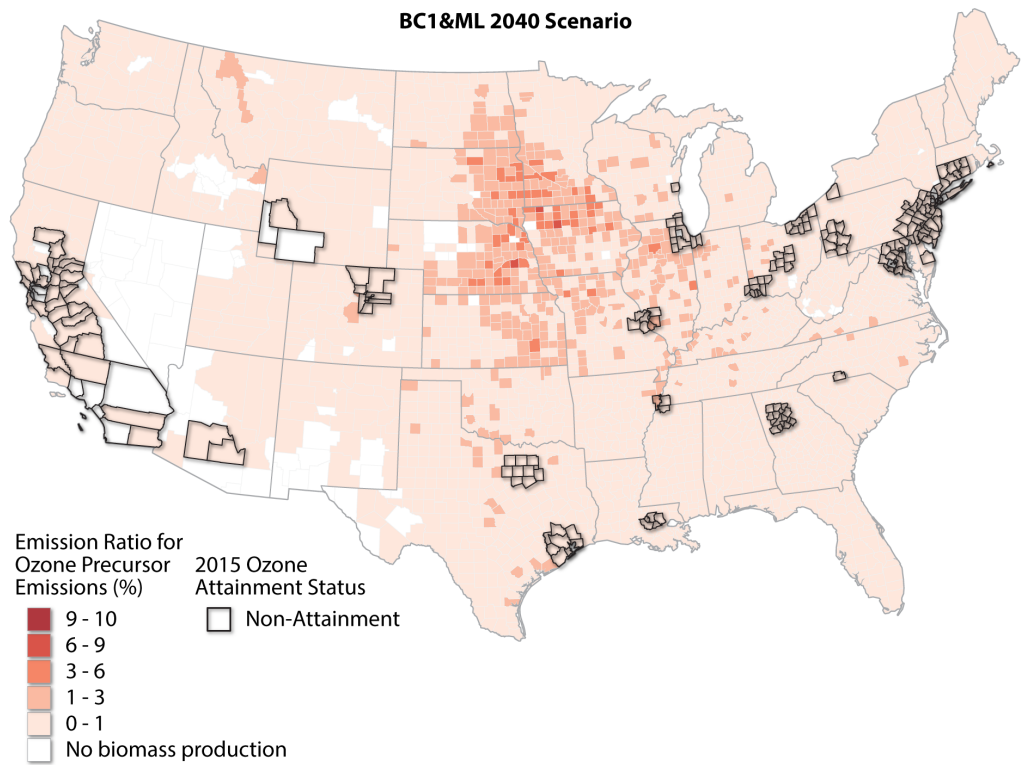 BC1&ML 2040 Scenario
Emission Ratio for
Ozone Precursor
Emissions (%)
9 - 10
6 - 9
3 - 6
1 - 3
0 - 1
No biomass production
2015 Ozone
Attainment Status
Non-Attainment